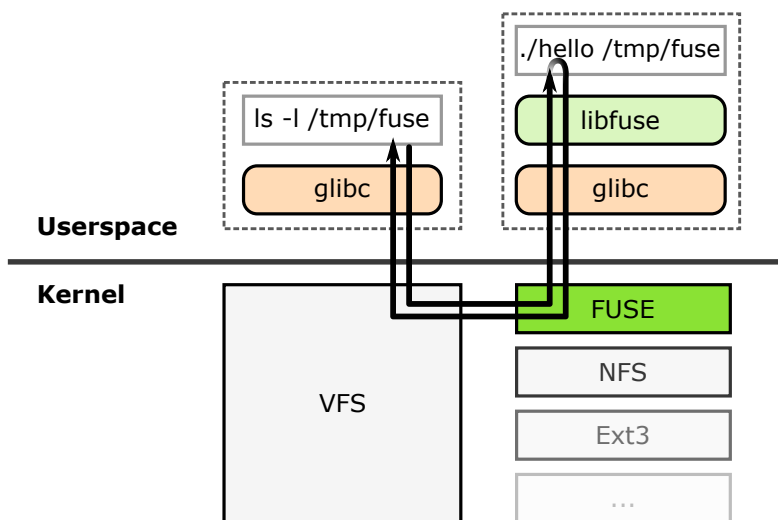 ./hello /tmp/fuse
ls -l /tmp/fuse
libfuse
glibc
glibc
Userspace
Kernel
FUSE
NFS
VFS
Ext3
...